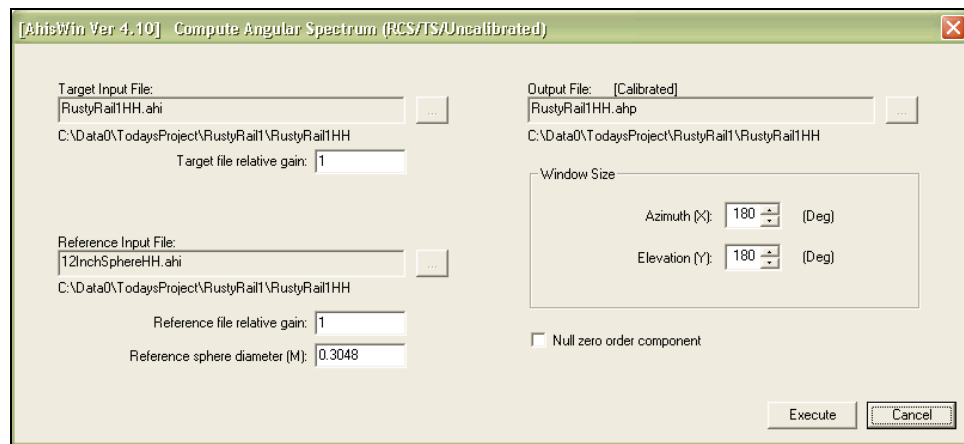 [AhisWin Ver 4.10] Compute Angular Spectrum (RCS/TS/Uncalibrated)
Target Input File:
RustyRail1HH.ahi
...
C:\Data0\TodaysProject\RustyRail1\RustyRail1HH
Target file relative gain: 1
Reference Input File:
12InchSphereHH.ahi
...
C:\Data0\TodaysProject\RustyRail1\RustyRail1HH
Reference file relative gain: 1
Reference sphere diameter (M): 0.3048
Output File: [Calibrated]
RustyRail1HH.ahp
...
C:\Data0\TodaysProject\RustyRail1\RustyRail1HH
Window Size
Azimuth (X): 180 (Deg)
Elevation (Y): 180 (Deg)
Null zero order component
Execute Cancel